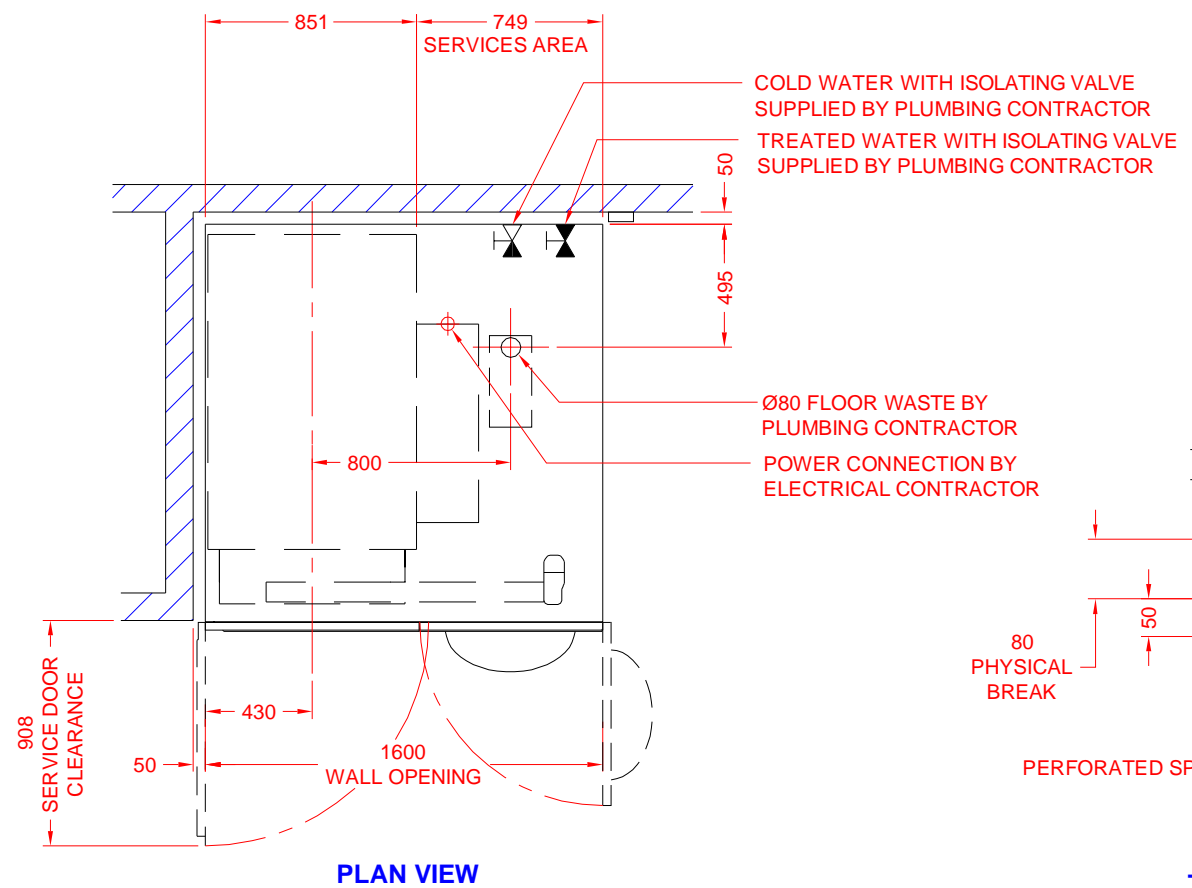 851
749
SERVICES AREA
COLD WATER WITH ISOLATING VALVE
SUPPLIED BY PLUMBING CONTRACTOR
TREATED WATER WITH ISOLATING VALVE
SUPPLIED BY PLUMBING CONTRACTOR
50
495
Ø80 FLOOR WASTE BY
PLUMBING CONTRACTOR
800
POWER CONNECTION BY
ELECTRICAL CONTRACTOR
50
80
PHYSICAL
BREAK
908
SERVICE DOOR
CLEARANCE
430
50
1600
WALL OPENING
PERFORATED SP
PLAN VIEW